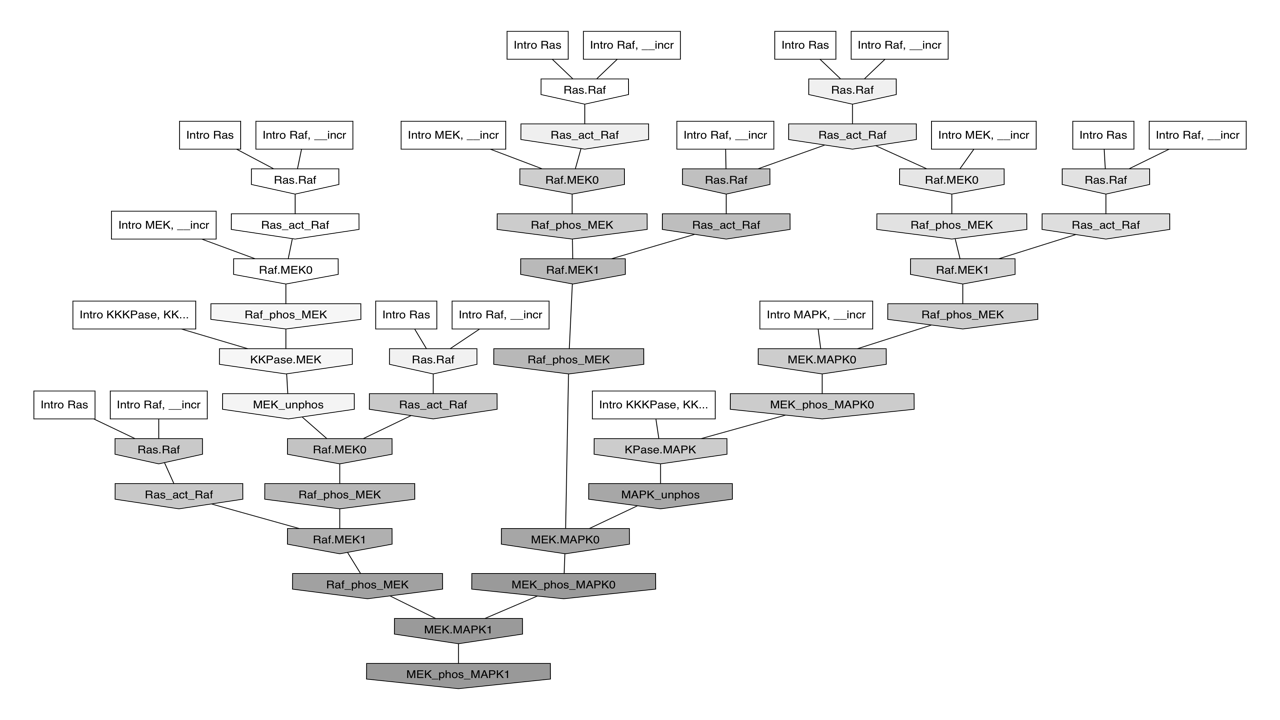 Intro Ras
Intro Raf, __incr
Intro Ras
Intro Raf, __incr
Ras.Raf
Ras.Raf
Intro Ras
Intro Raf, __incr
Intro MEK, __incr
Ras_act_Raf
Intro Raf, __incr
Ras_act_Raf
Intro MEK, __incr
Intro Ras
Intro Raf, __incr
Ras.Raf
Raf.MEK0
Ras.Raf
Raf.MEK0
Ras.Raf
Intro MEK, __incr
Ras_act_Raf
Raf_phos_MEK
Ras_act_Raf
Raf_phos_MEK
Ras_act_Raf
Raf.MEK0
Raf.MEK1
Raf.MEK1
Intro KKKPase, KK...
Raf_phos_MEK
Intro Ras
Intro Raf, __incr
Intro MAPK, __incr
Raf_phos_MEK
KKPase.MEK
Ras.Raf
Raf_phos_MEK
MEK.MAPK0
Intro Ras
Intro Raf, __incr
MEK_unphos
Ras_act_Raf
Intro KKKPase, KK...
MEK_phos_MAPK0
Ras.Raf
Raf.MEK0
KPase.MAPK
Ras_act_Raf
Raf_phos_MEK
MAPK_unphos
Raf.MEK1
MEK.MAPK0
Raf_phos_MEK
MEK_phos_MAPK0
MEK.MAPK1
MEK_phos_MAPK1